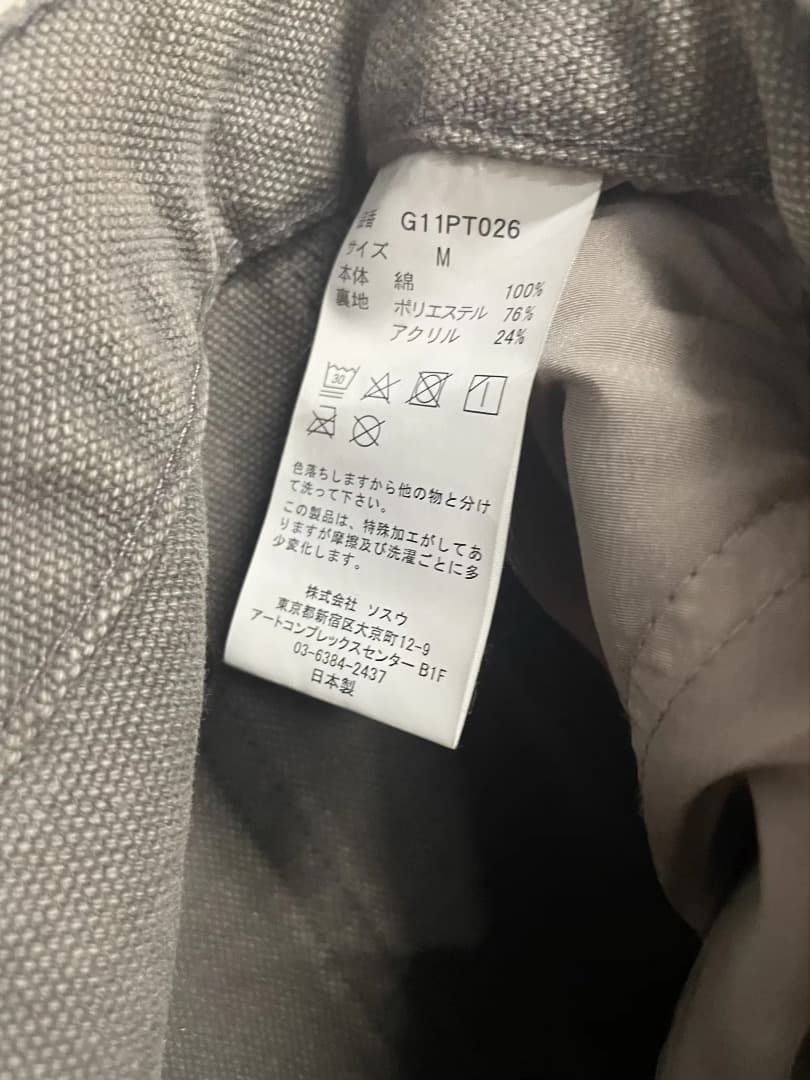 品番 G11PT026
サイズ M
本体 綿 100%
裏地 ポリエステル 76%
アクリル 24%
30
色落ちしますから他の物と分け
て洗って下さい。
この製品は、特殊加工がしてあ
りますが摩擦及び洗濯ごとに多
少変化します。
株式会社 ソスウ
東京都新宿区大京町12-9
アートコンプレックスセンター B1F
03-6384-2437
日本製